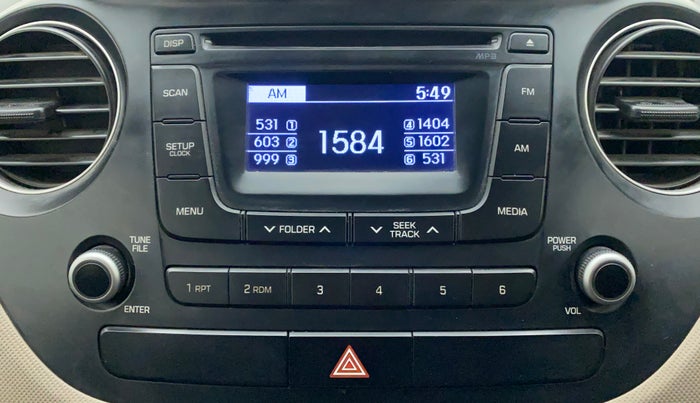 DISP
MP3
SCAN
AM 5:49
FM
531 1
603 2
999 3
1584
4 1404
5 1602
6 531
SETUP
CLOCK
AM
MENU
FOLDER
SEEK
TRACK
MEDIA
TUNE
FILE
POWER
PUSH
1 RPT
2 RDM
3
4
5
6
ENTER
VOL